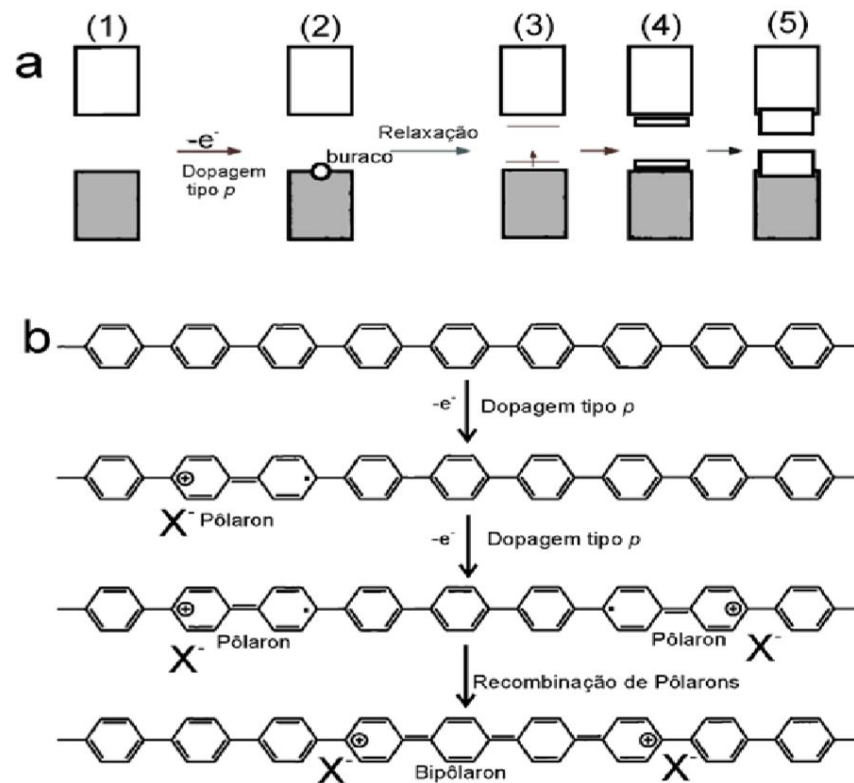 a
(1) (2) (3) (4) (5)
-e-
Dopagem
tipo p
buraco
Relaxação
b
-e- Dopagem tipo p
X- Pôlaron
-e- Dopagem tipo p
X- Pôlaron Pôlaron X-
Recombinação de Pôlarons
X- Bipôlaron X-